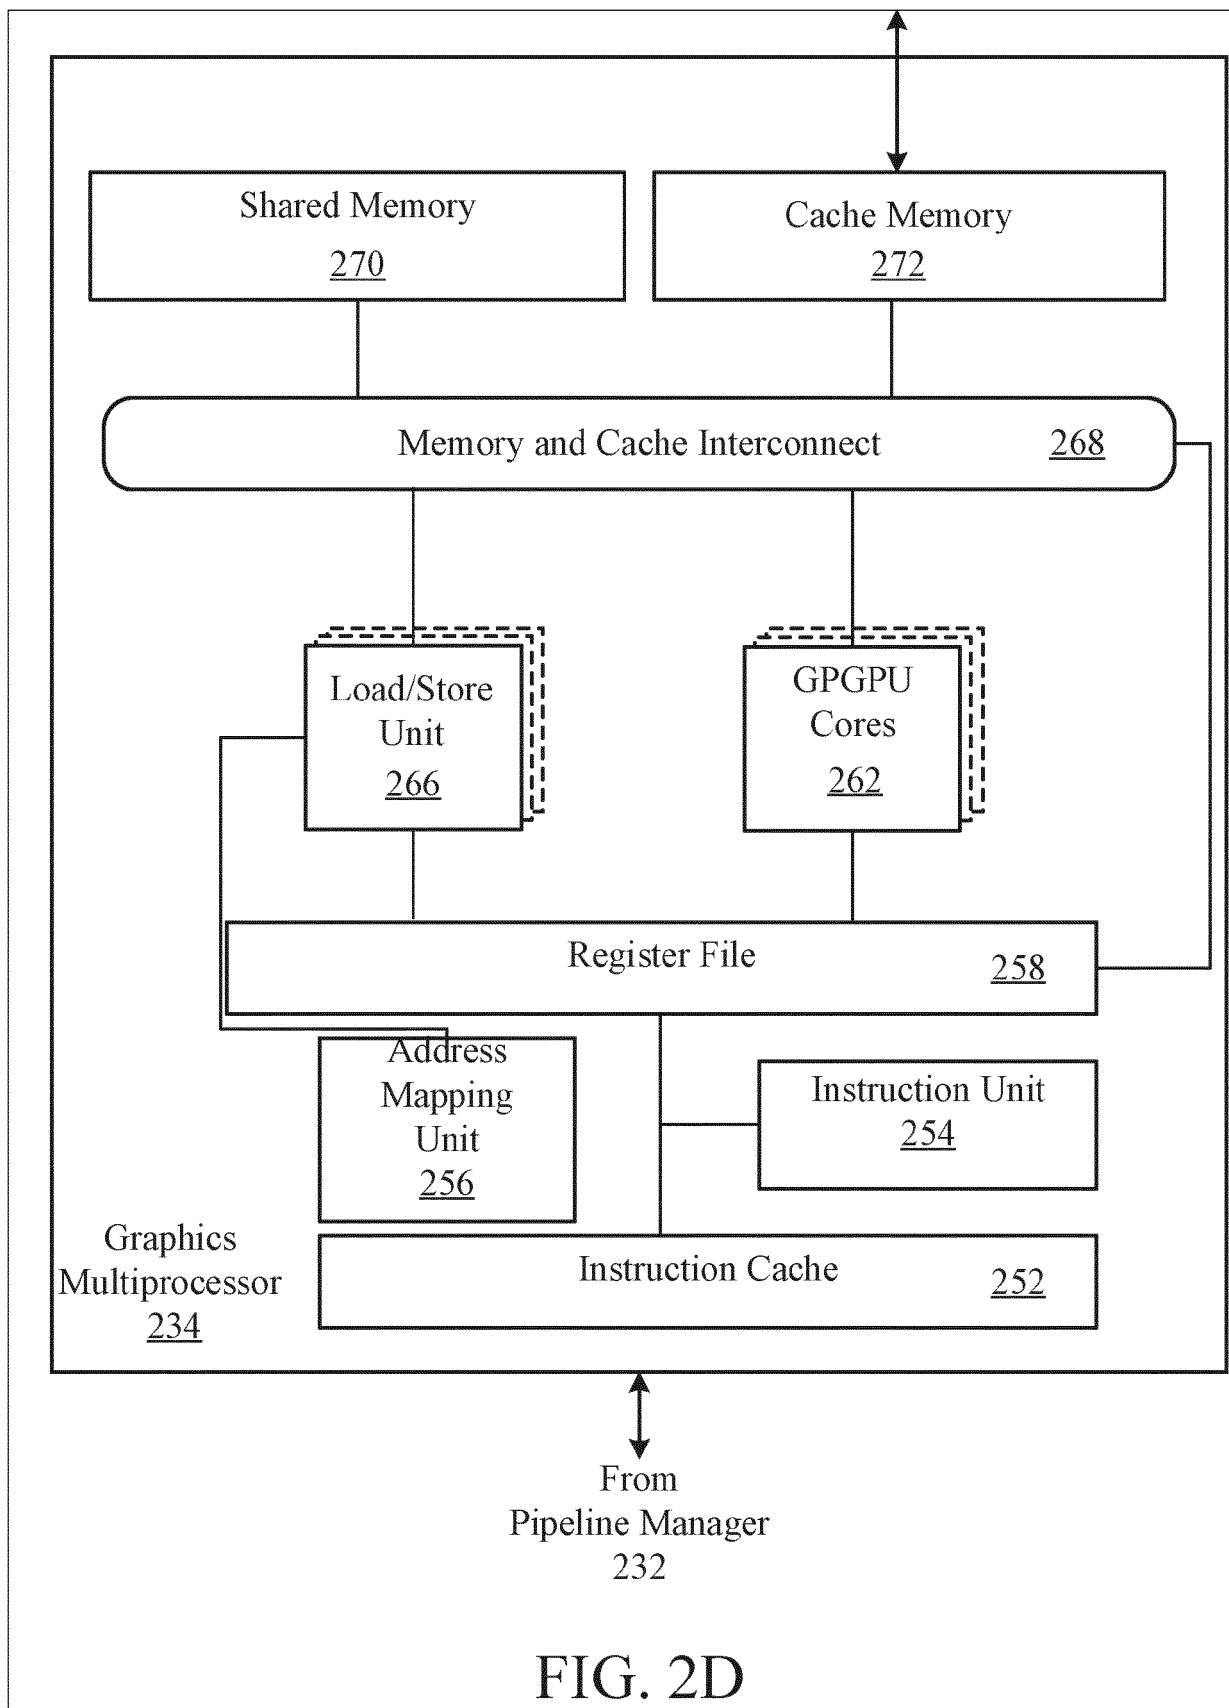 Shared Memory
270
Cache Memory
272
Memory and Cache Interconnect 268
Load/Store
Unit
266
GPGPU
Cores
262
Register File 258
Address
Mapping
Unit
256
Instruction Unit
254
Graphics
Multiprocessor
234
Instruction Cache 252
From
Pipeline Manager
232
FIG. 2D